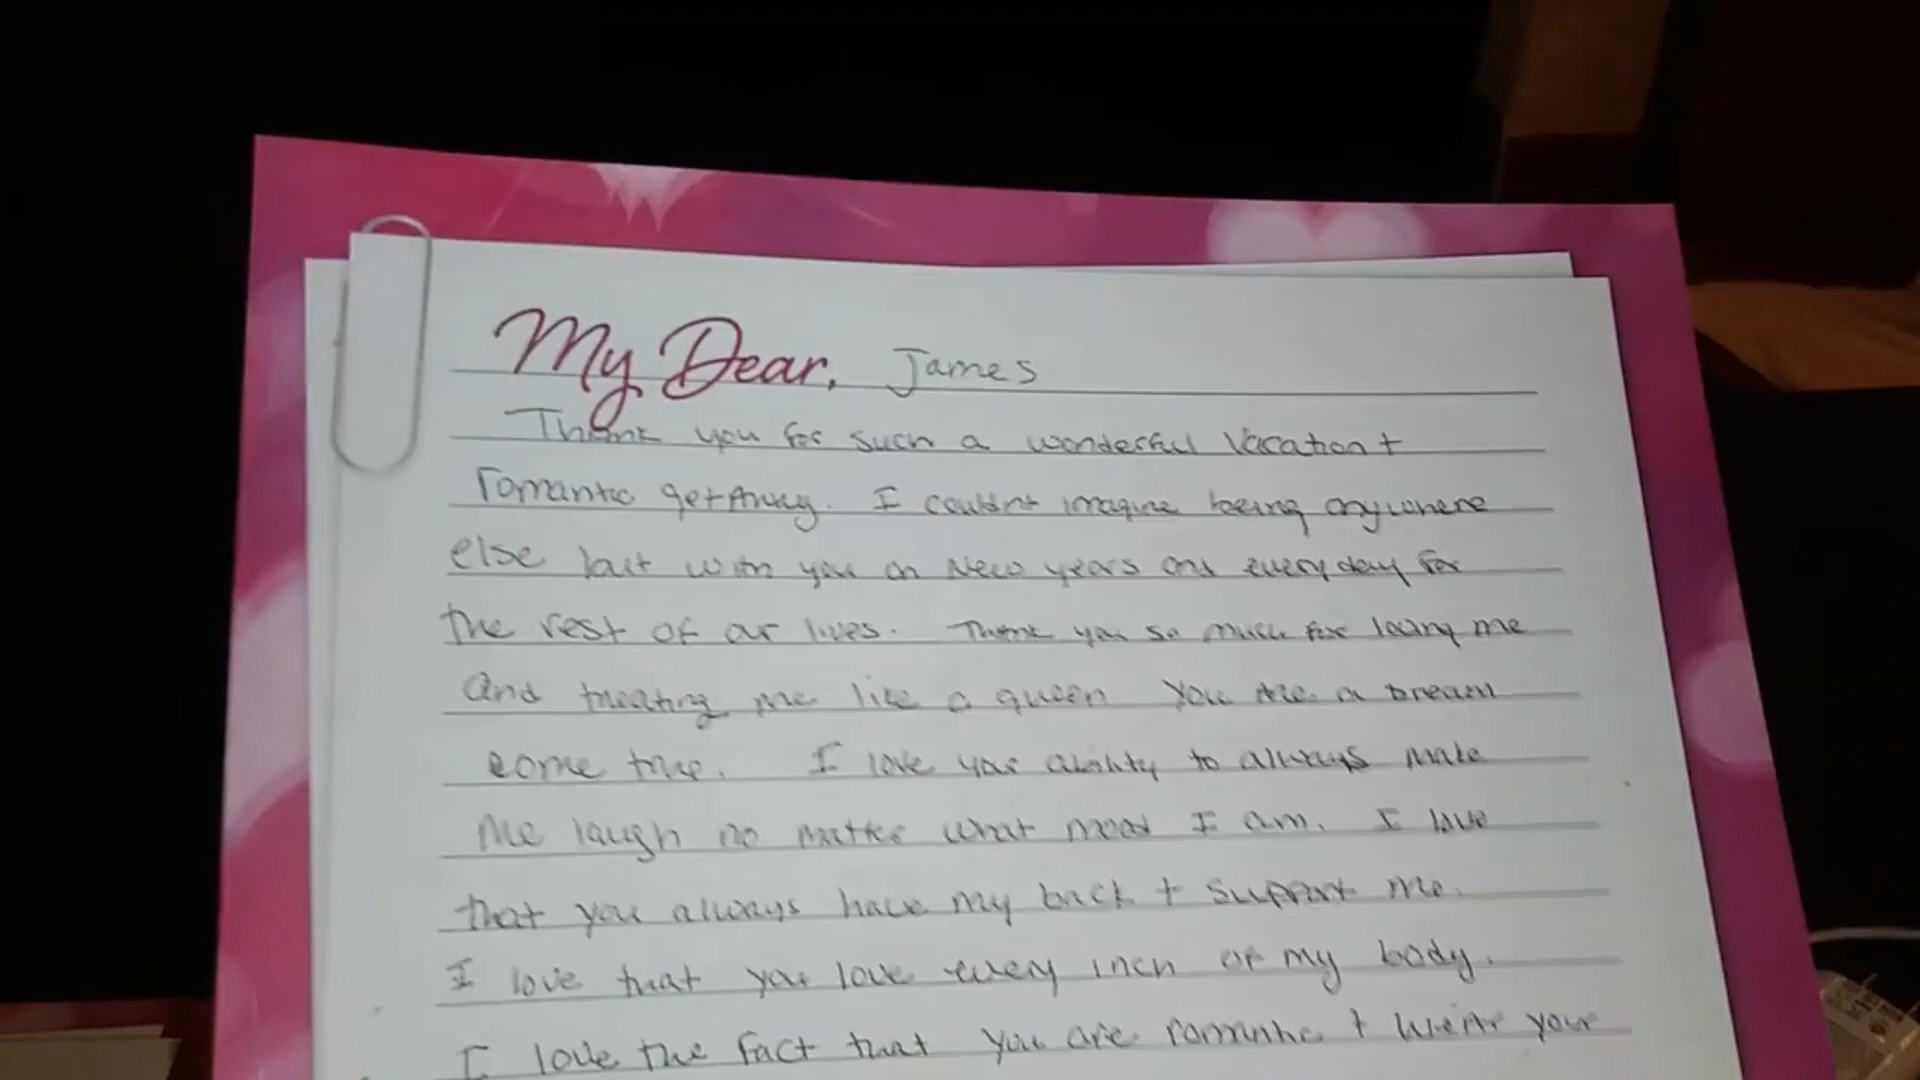 My Dear, James
Thank you for such a wonderful Vacation +
romantic getAway. I couldn't imagine being anywhere
else but with you on New years and everyday for
the rest of our lives. Thank you so much for loving me
and treating me like a queen You are a dream
come true. I love your ability to always make
me laugh no matter what mood I am. I love
that you always have my back + support me.
I love that you love every inch of my body.
I love the fact that you are romantic + your